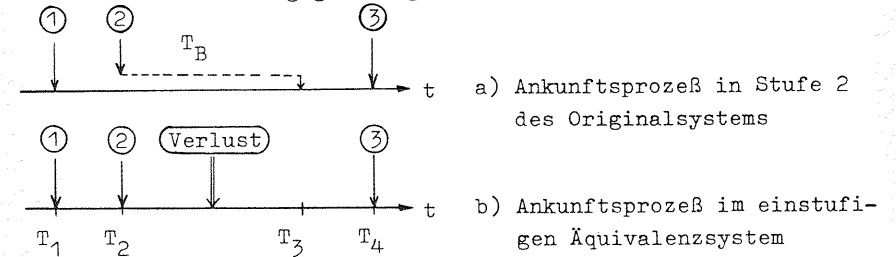 1 2 3
T_B
t
a) Ankunftsprozeß in Stufe 2
des Originalsystems
1 2 Verlust 3
t
b) Ankunftsprozeß im einstufi-
gen Äquivalenzsystem
T_1 T_2 T_3 T_4